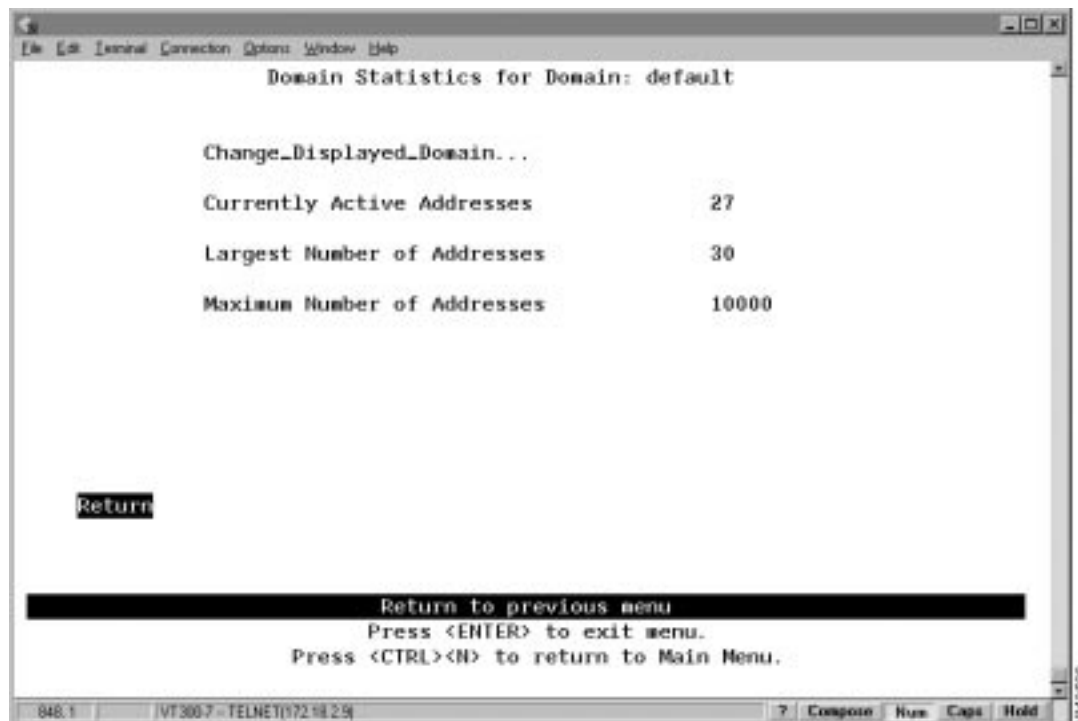 File Edit Terminal Connection Options Window Help
Domain Statistics for Domain: default
Change_Displayed_Domain...
Currently Active Addresses 27
Largest Number of Addresses 30
Maximum Number of Addresses 10000
Return
Return to previous menu
Press <ENTER> to exit menu.
Press <CTRL><N> to return to Main Menu.
848.1 VT300-7 - TELNET(172.18.2.9) ? Compose Num Caps Hold